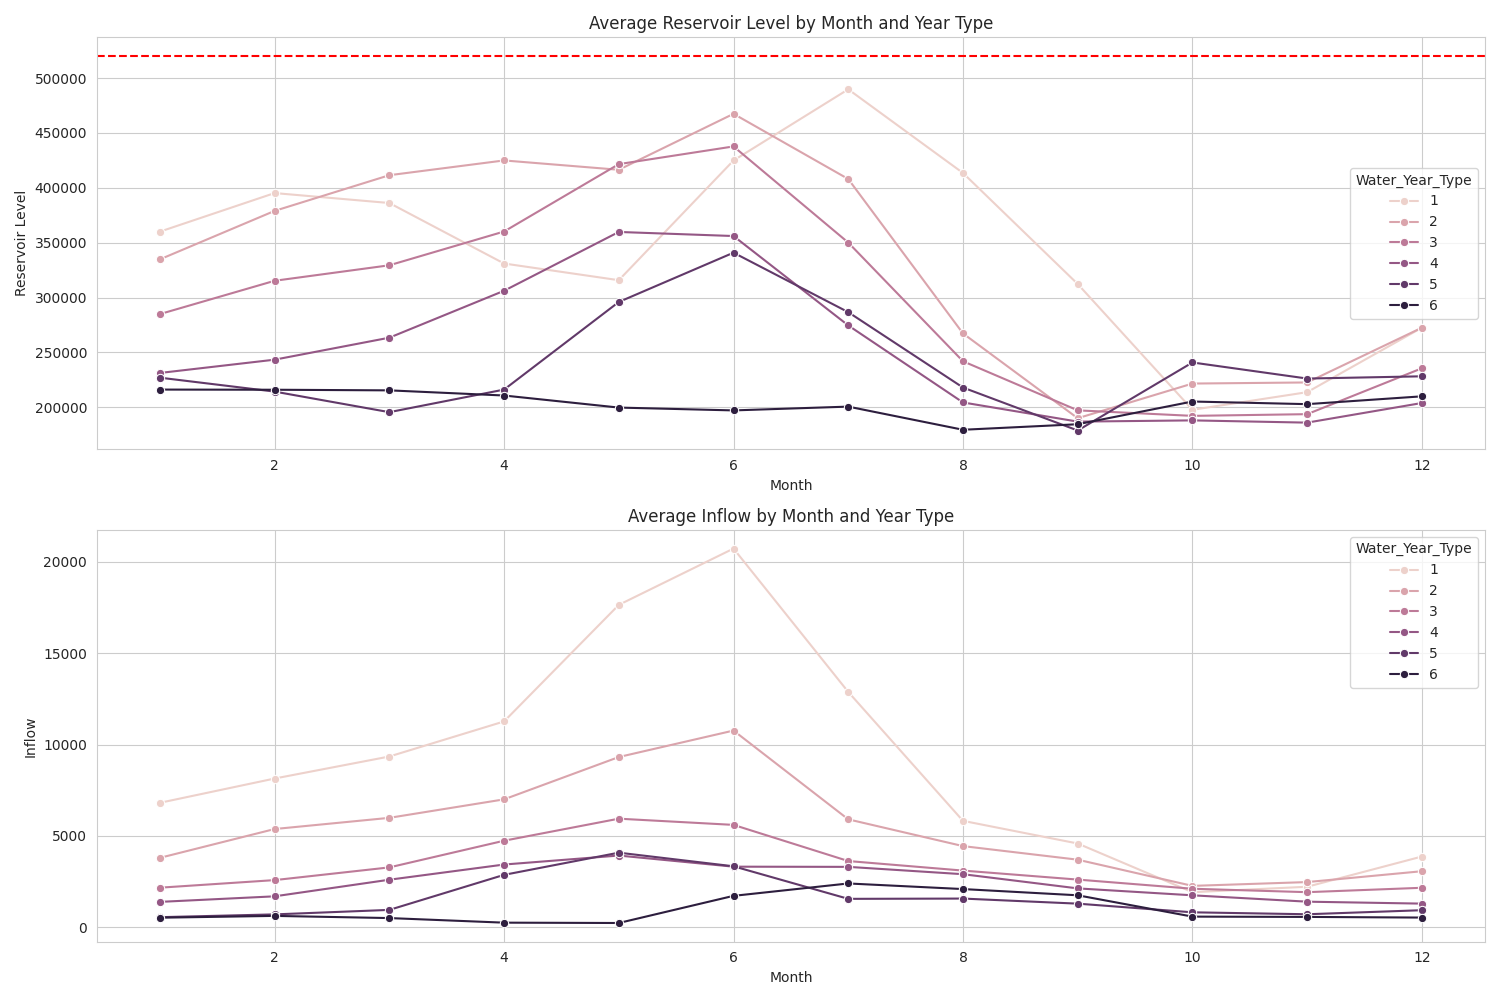 Average Reservoir Level by Month and Year Type
Reservoir Level
500000
450000
400000
350000
300000
250000
200000
Water_Year_Type
1
2
3
4
5
6
2 4 6 8 10 12
Month
Average Inflow by Month and Year Type
Inflow
20000
15000
10000
5000
0
Water_Year_Type
1
2
3
4
5
6
2 4 6 8 10 12
Month